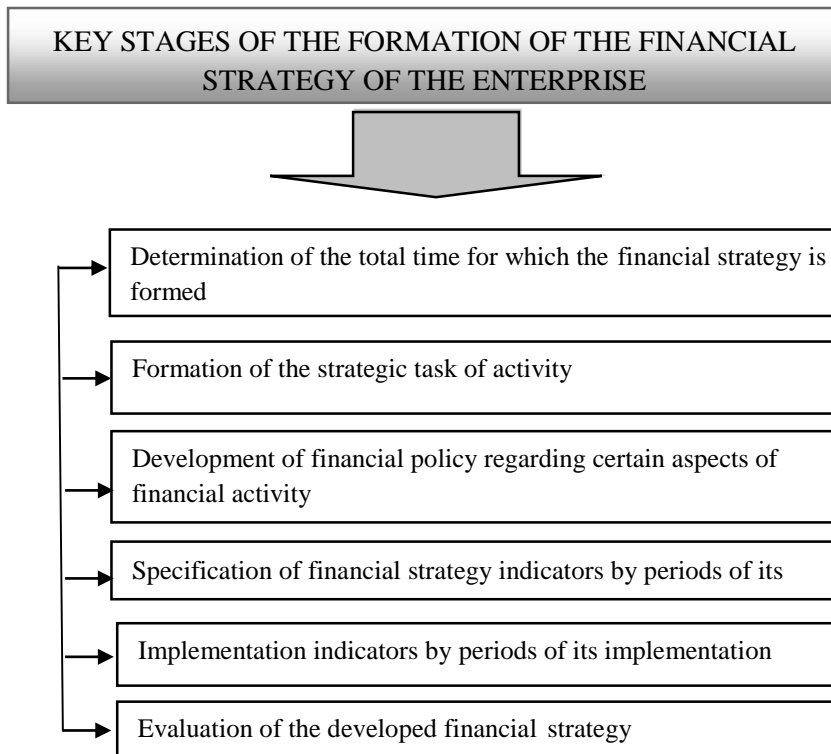 KEY STAGES OF THE FORMATION OF THE FINANCIAL
STRATEGY OF THE ENTERPRISE
Determination of the total time for which the financial strategy is
formed
Formation of the strategic task of activity
Development of financial policy regarding certain aspects of
financial activity
Specification of financial strategy indicators by periods of its
Implementation indicators by periods of its implementation
Evaluation of the developed financial strategy